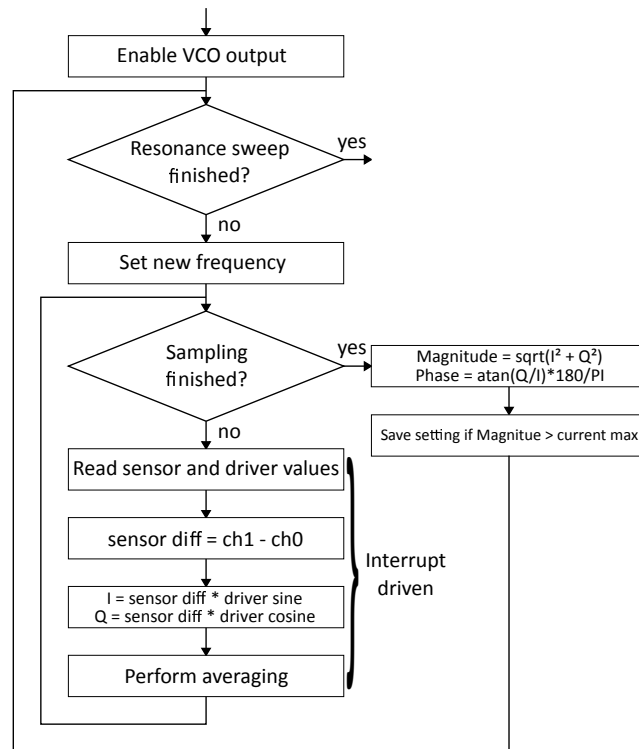 Enable VCO output
Resonance sweep
finished?
yes
no
Set new frequency
Sampling
finished?
yes
no
Magnitude = sqrt(I² + Q²)
Phase = atan(Q/I)*180/PI
Save setting if Magnitue > current max
Read sensor and driver values
sensor diff = ch1 - ch0
I = sensor diff * driver sine
Q = sensor diff * driver cosine
Perform averaging
Interrupt
driven